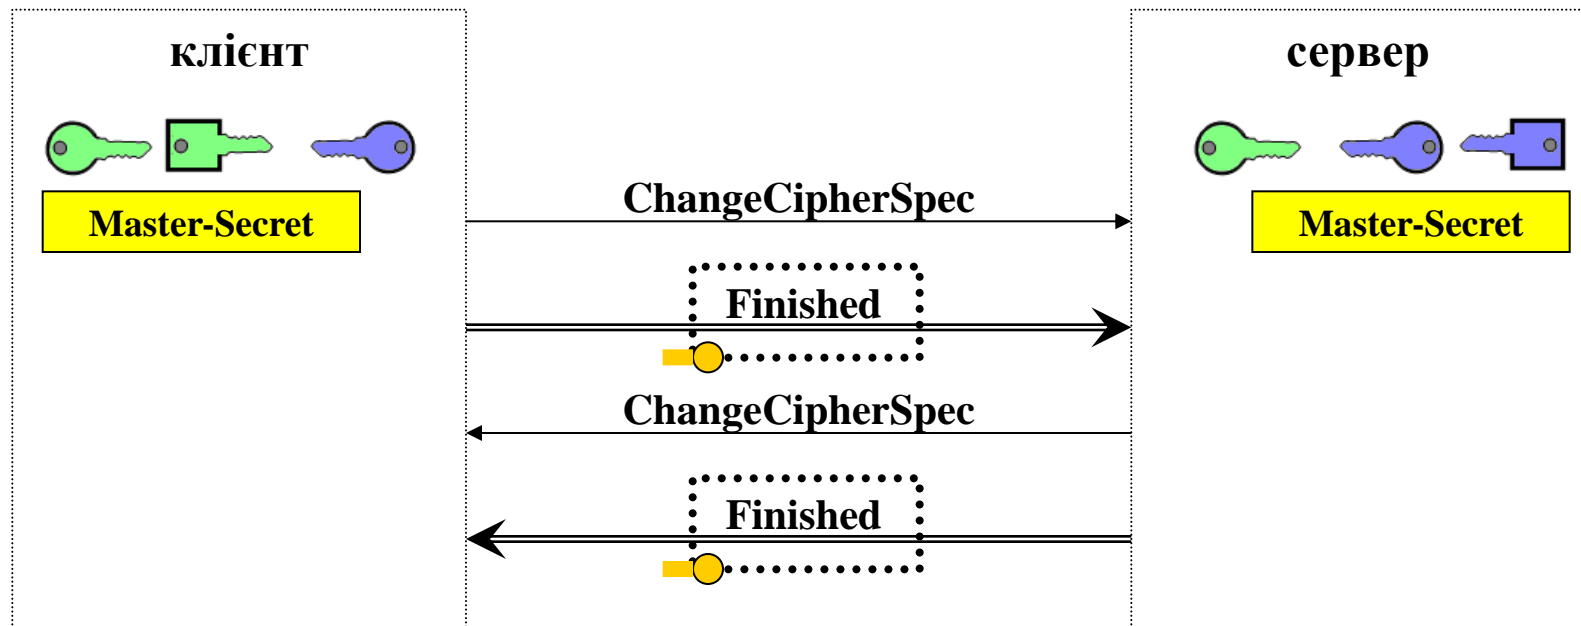 клієнт
сервер
Master-Secret
ChangeCipherSpec
Master-Secret
Finished
ChangeCipherSpec
Finished